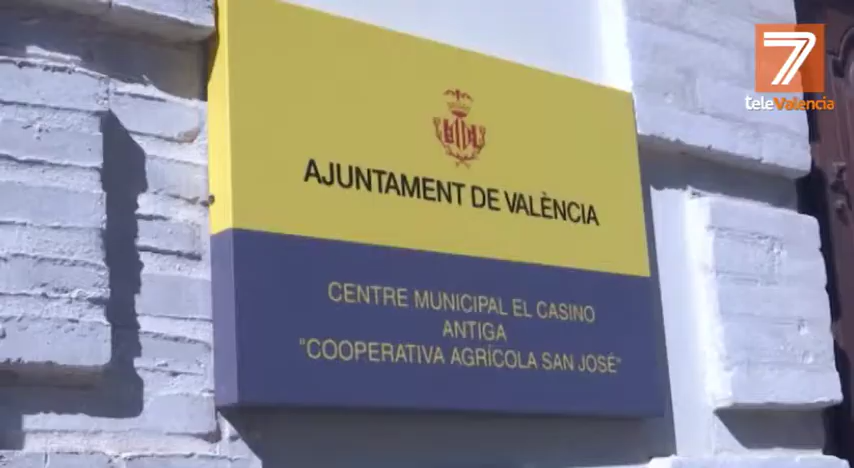 7
teleValencia
AJUNTAMENT DE VALÈNCIA
CENTRE MUNICIPAL EL CASINO
ANTIGA
"COOPERATIVA AGRÍCOLA SAN JOSÉ"